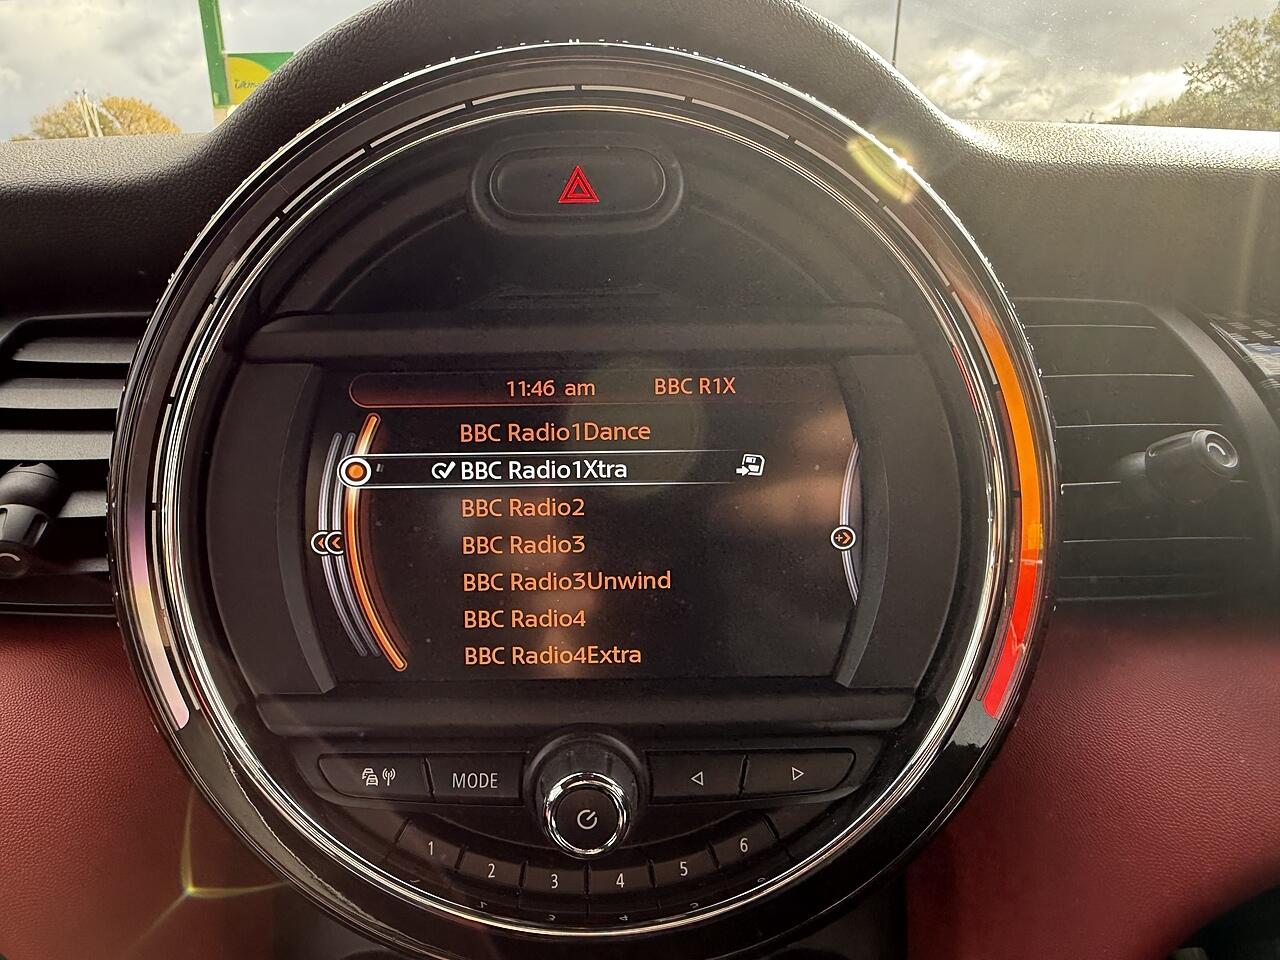 11:46 am BBC R1X
BBC Radio1Dance
BBC Radio1Xtra
BBC Radio2
BBC Radio3
BBC Radio3Unwind
BBC Radio4
BBC Radio4Extra
MODE
1 2 3 4 5 6